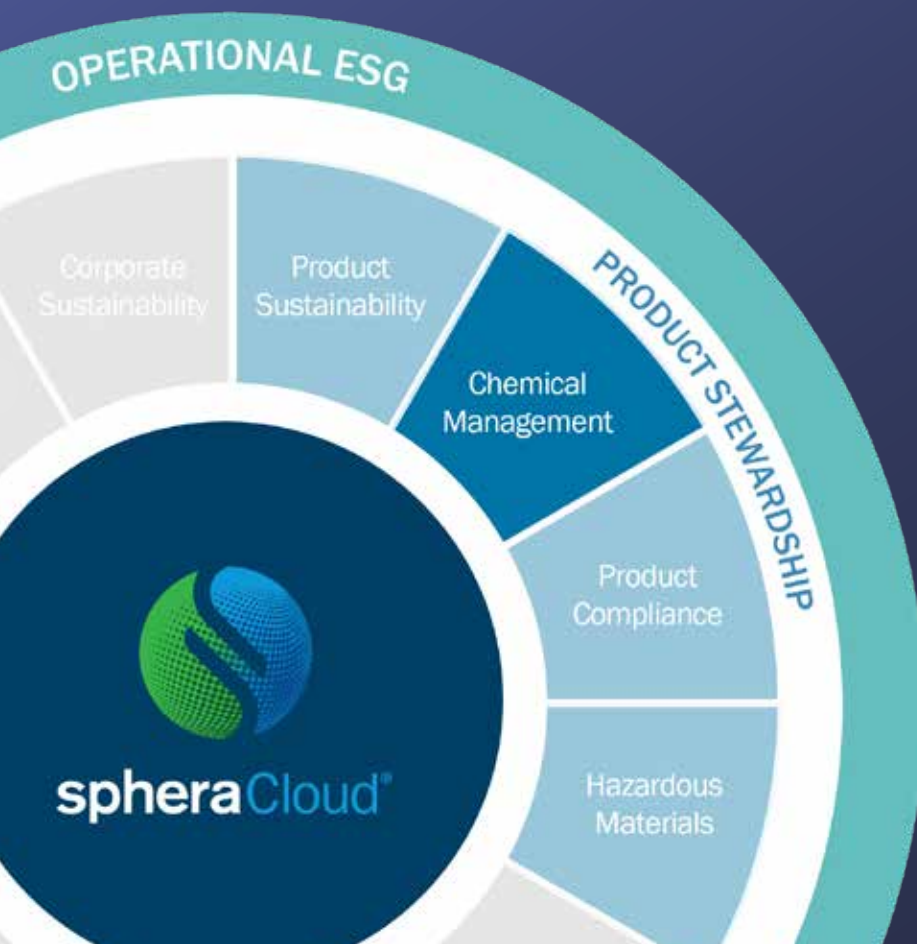 OPERATIONAL ESG
Corporate
Sustainability
Product
Sustainability
PRODUCT STEWARDSHIP
Chemical
Management
Product
Compliance
Hazardous
Materials
spheraCloud®